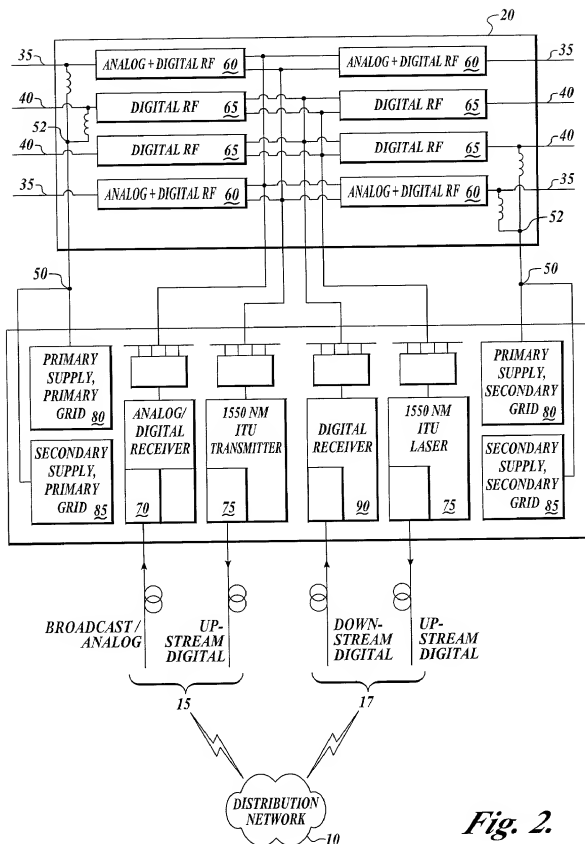 20
35
ANALOG + DIGITAL RF 60
ANALOG + DIGITAL RF 60
35
40
DIGITAL RF 65
DIGITAL RF 65
40
52
40
DIGITAL RF 65
DIGITAL RF 65
40
35
ANALOG + DIGITAL RF 60
ANALOG + DIGITAL RF 60
35
52
50
50
PRIMARY
SUPPLY,
PRIMARY
GRID 80
SECONDARY
SUPPLY,
PRIMARY
GRID 85
ANALOG/
DIGITAL
RECEIVER
70
1550 NM
ITU
TRANSMITTER
75
DIGITAL
RECEIVER
90
1550 NM
ITU
LASER
75
PRIMARY
SUPPLY,
SECONDARY
GRID 80
SECONDARY
SUPPLY,
SECONDARY
GRID 85
BROADCAST /
ANALOG
UP-
STREAM
DIGITAL
DOWN-
STREAM
DIGITAL
UP-
STREAM
DIGITAL
15
17
DISTRIBUTION
NETWORK
10
Fig. 2.